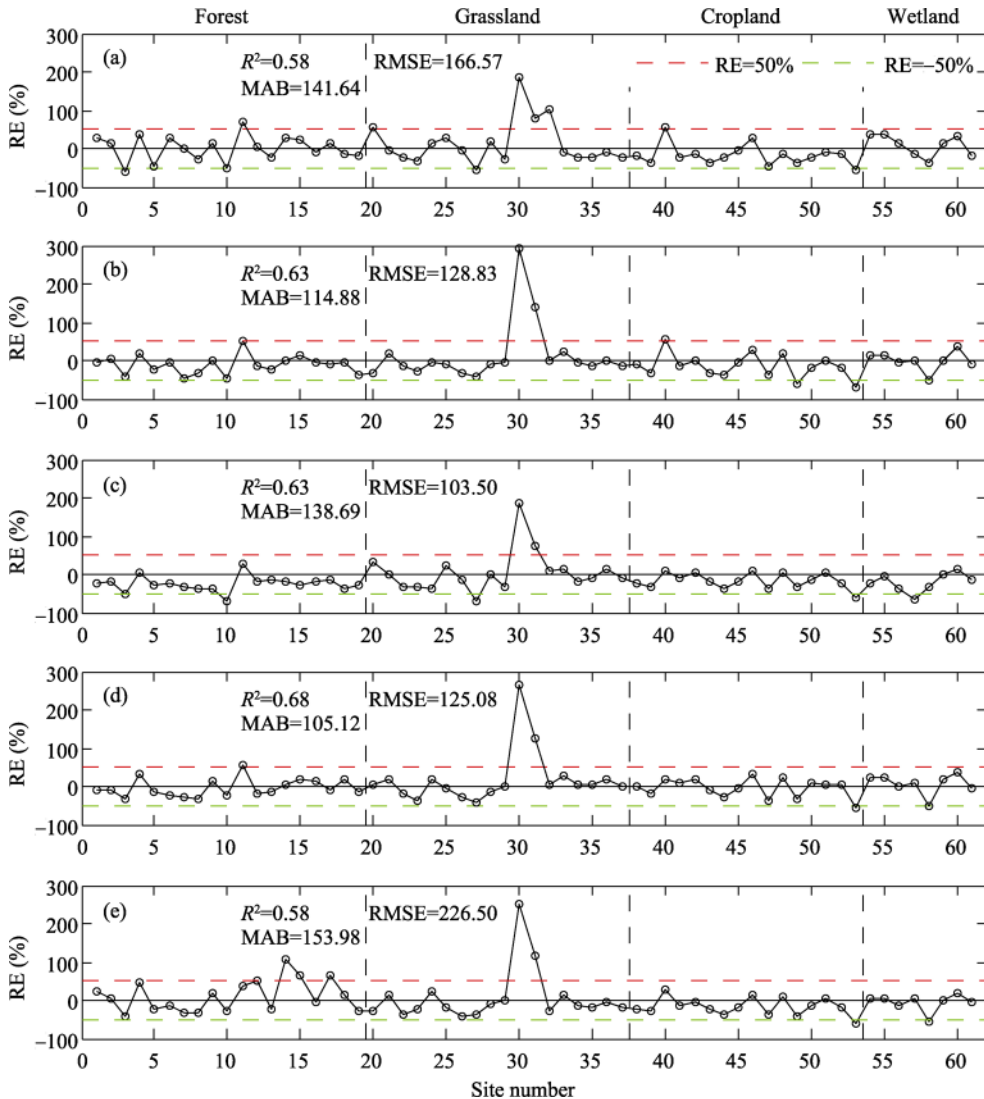 Forest Grassland Cropland Wetland
300
(a) R²=0.58 RMSE=166.57 RE=50% RE=−50%
MAB=141.64
200
100
0
−100
RE (%)
0 5 10 15 20 25 30 35 40 45 50 55 60
300
(b) R²=0.63 RMSE=128.83
MAB=114.88
200
100
0
−100
RE (%)
0 5 10 15 20 25 30 35 40 45 50 55 60
300
(c) R²=0.63 RMSE=103.50
MAB=138.69
200
100
0
−100
RE (%)
0 5 10 15 20 25 30 35 40 45 50 55 60
300
(d) R²=0.68 RMSE=125.08
MAB=105.12
200
100
0
−100
RE (%)
0 5 10 15 20 25 30 35 40 45 50 55 60
300
(e) R²=0.58 RMSE=226.50
MAB=153.98
200
100
0
−100
RE (%)
0 5 10 15 20 25 30 35 40 45 50 55 60
Site number